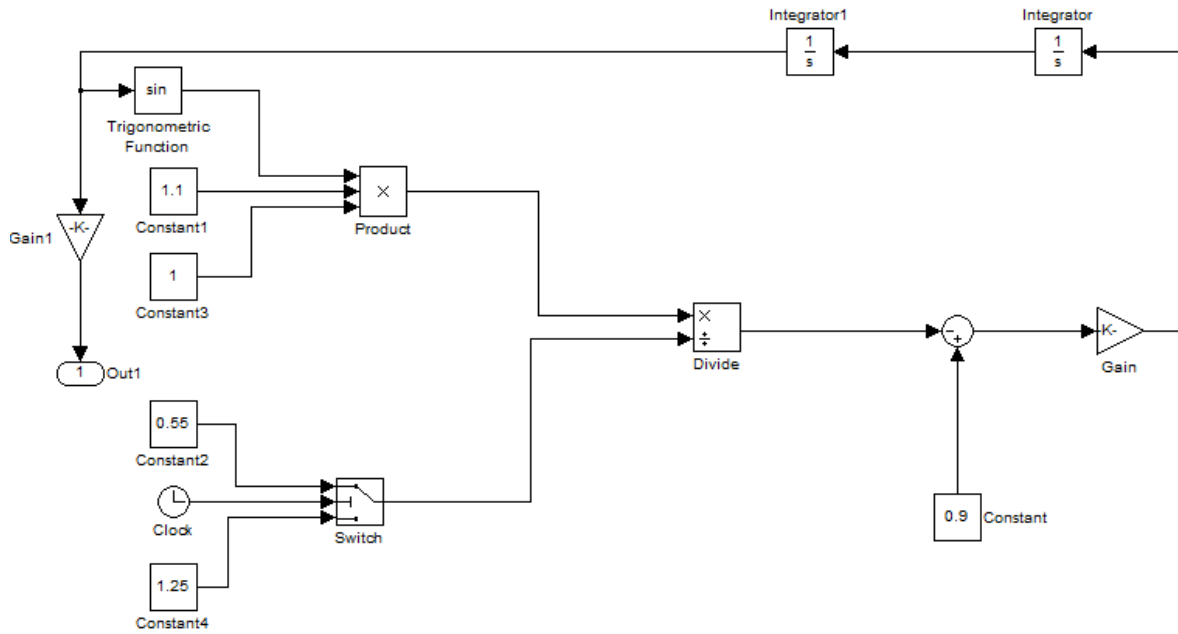 Integrator1
Integrator
1
s
1
s
sin
Trigonometric
Function
1.1
Constant1
×
Product
-K-
Gain1
1
Constant3
×
÷
Divide
-
+
-K-
Gain
1
Out1
0.55
Constant2
Clock
Switch
0.9
Constant
1.25
Constant4